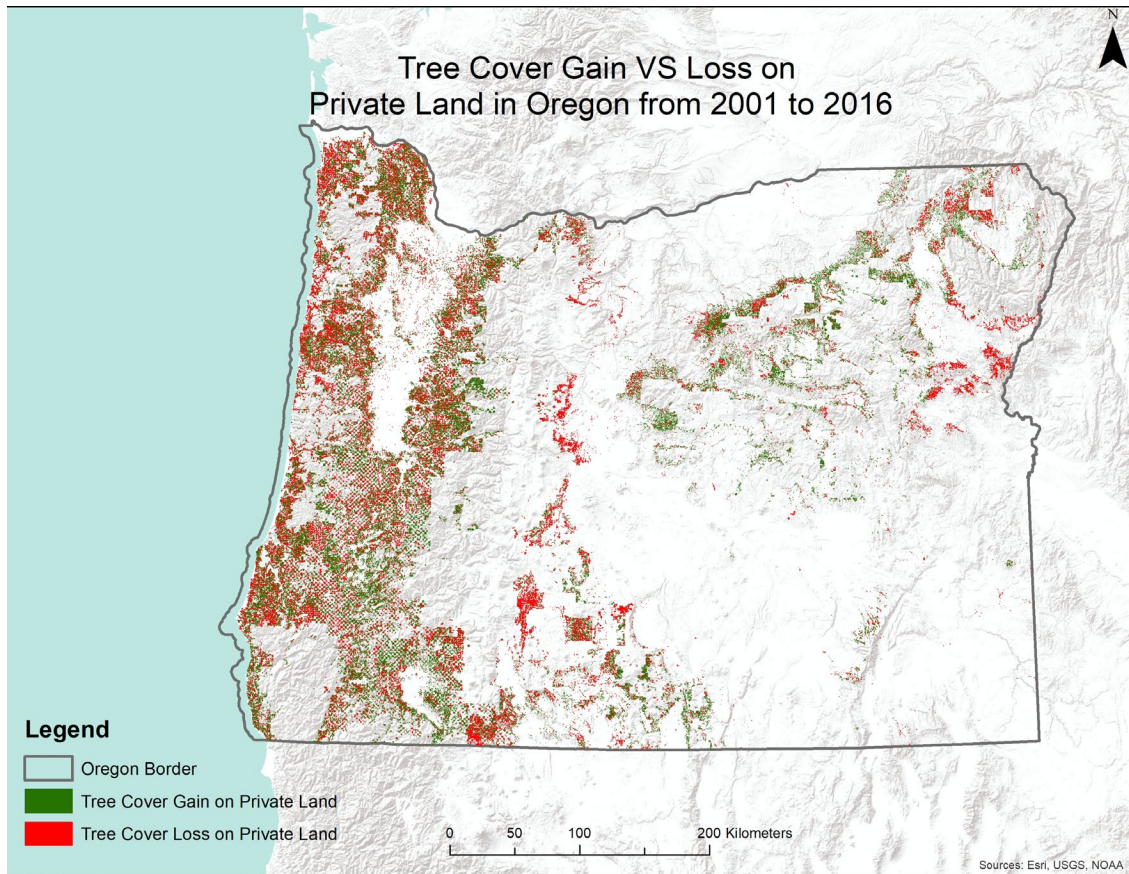 N
Tree Cover Gain VS Loss on
Private Land in Oregon from 2001 to 2016
Legend
Oregon Border
Tree Cover Gain on Private Land
Tree Cover Loss on Private Land
0 50 100 200 Kilometers
Sources: Esri, USGS, NOAA